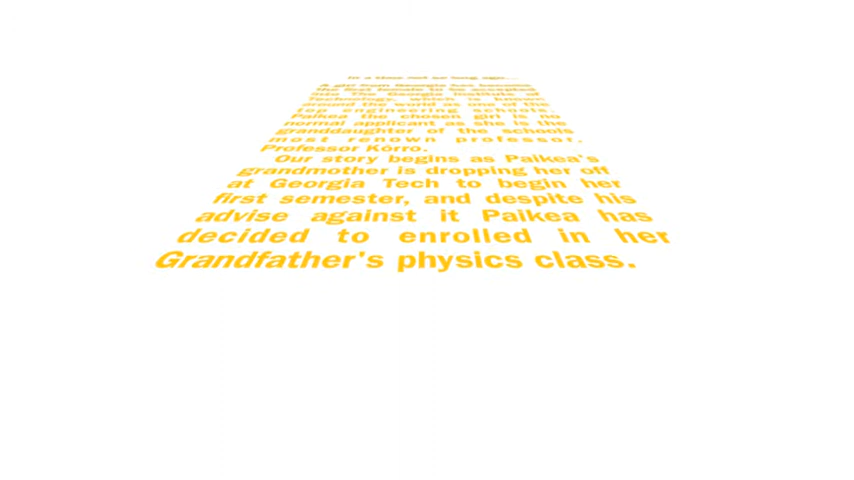 In a time not so long ago...
A girl from Georgia has become
the first female to be accepted
into The Georgia Institute of
Technology, which is known
around the world as one of the
top engineering schools.
Paikea the chosen girl is no
normal applicant as she is the
granddaughter of the schools
most renown professor,
Professor Korro.
Our story begins as Paikea's
grandmother is dropping her off
at Georgia Tech to begin her
first semester, and despite his
advise against it Paikea has
decided to enrolled in her
Grandfather's physics class.